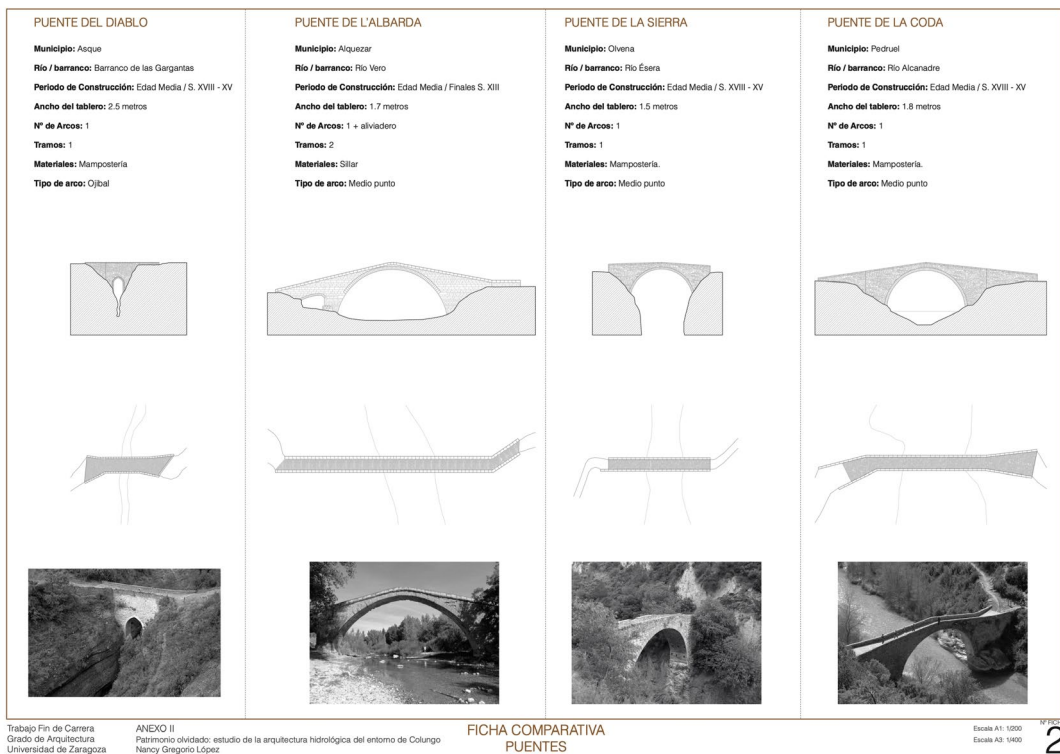 PUENTE DEL DIABLO
Municipio: Asque
Río / barranco: Barranco de las Gargantas
Periodo de Construcción: Edad Media / S. XVIII - XV
Ancho del tablero: 2.5 metros
Nº de Arcos: 1
Tramos: 1
Materiales: Mampostería
Tipo de arco: Ojibal
PUENTE DE L'ALBARDA
Municipio: Alquezar
Río / barranco: Río Vero
Periodo de Construcción: Edad Media / Finales S. XIII
Ancho del tablero: 1.7 metros
Nº de Arcos: 1 + aliviadero
Tramos: 2
Materiales: Sillar
Tipo de arco: Medio punto
PUENTE DE LA SIERRA
Municipio: Olvena
Río / barranco: Río Ésera
Periodo de Construcción: Edad Media / S. XVIII - XV
Ancho del tablero: 1.5 metros
Nº de Arcos: 1
Tramos: 1
Materiales: Mampostería.
Tipo de arco: Medio punto
PUENTE DE LA CODA
Municipio: Pedruel
Río / barranco: Río Alcanadre
Periodo de Construcción: Edad Media / S. XVIII - XV
Ancho del tablero: 1.8 metros
Nº de Arcos: 1
Tramos: 1
Materiales: Mampostería.
Tipo de arco: Medio punto
Trabajo Fin de Carrera
Grado de Arquitectura
Universidad de Zaragoza
ANEXO II
Patrimonio olvidado: estudio de la arquitectura hidrológica del entorno de Colungo
Nancy Gregorio López
FICHA COMPARATIVA
PUENTES
Escala A1: 1/200
Escala A3: 1/400
Nº
2